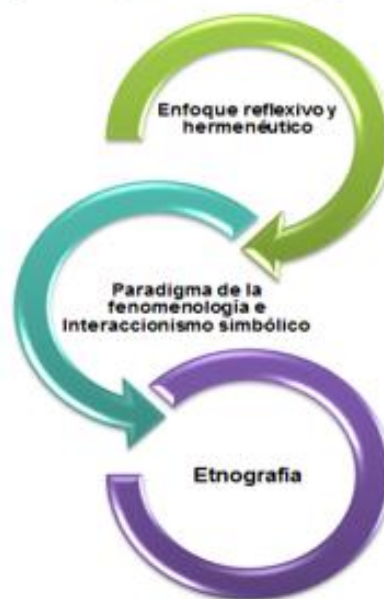 Enfoque reflexivo y
hermenéutico
Paradigma de la
fenomenología e
Interaccionismo simbólico
Etnografía